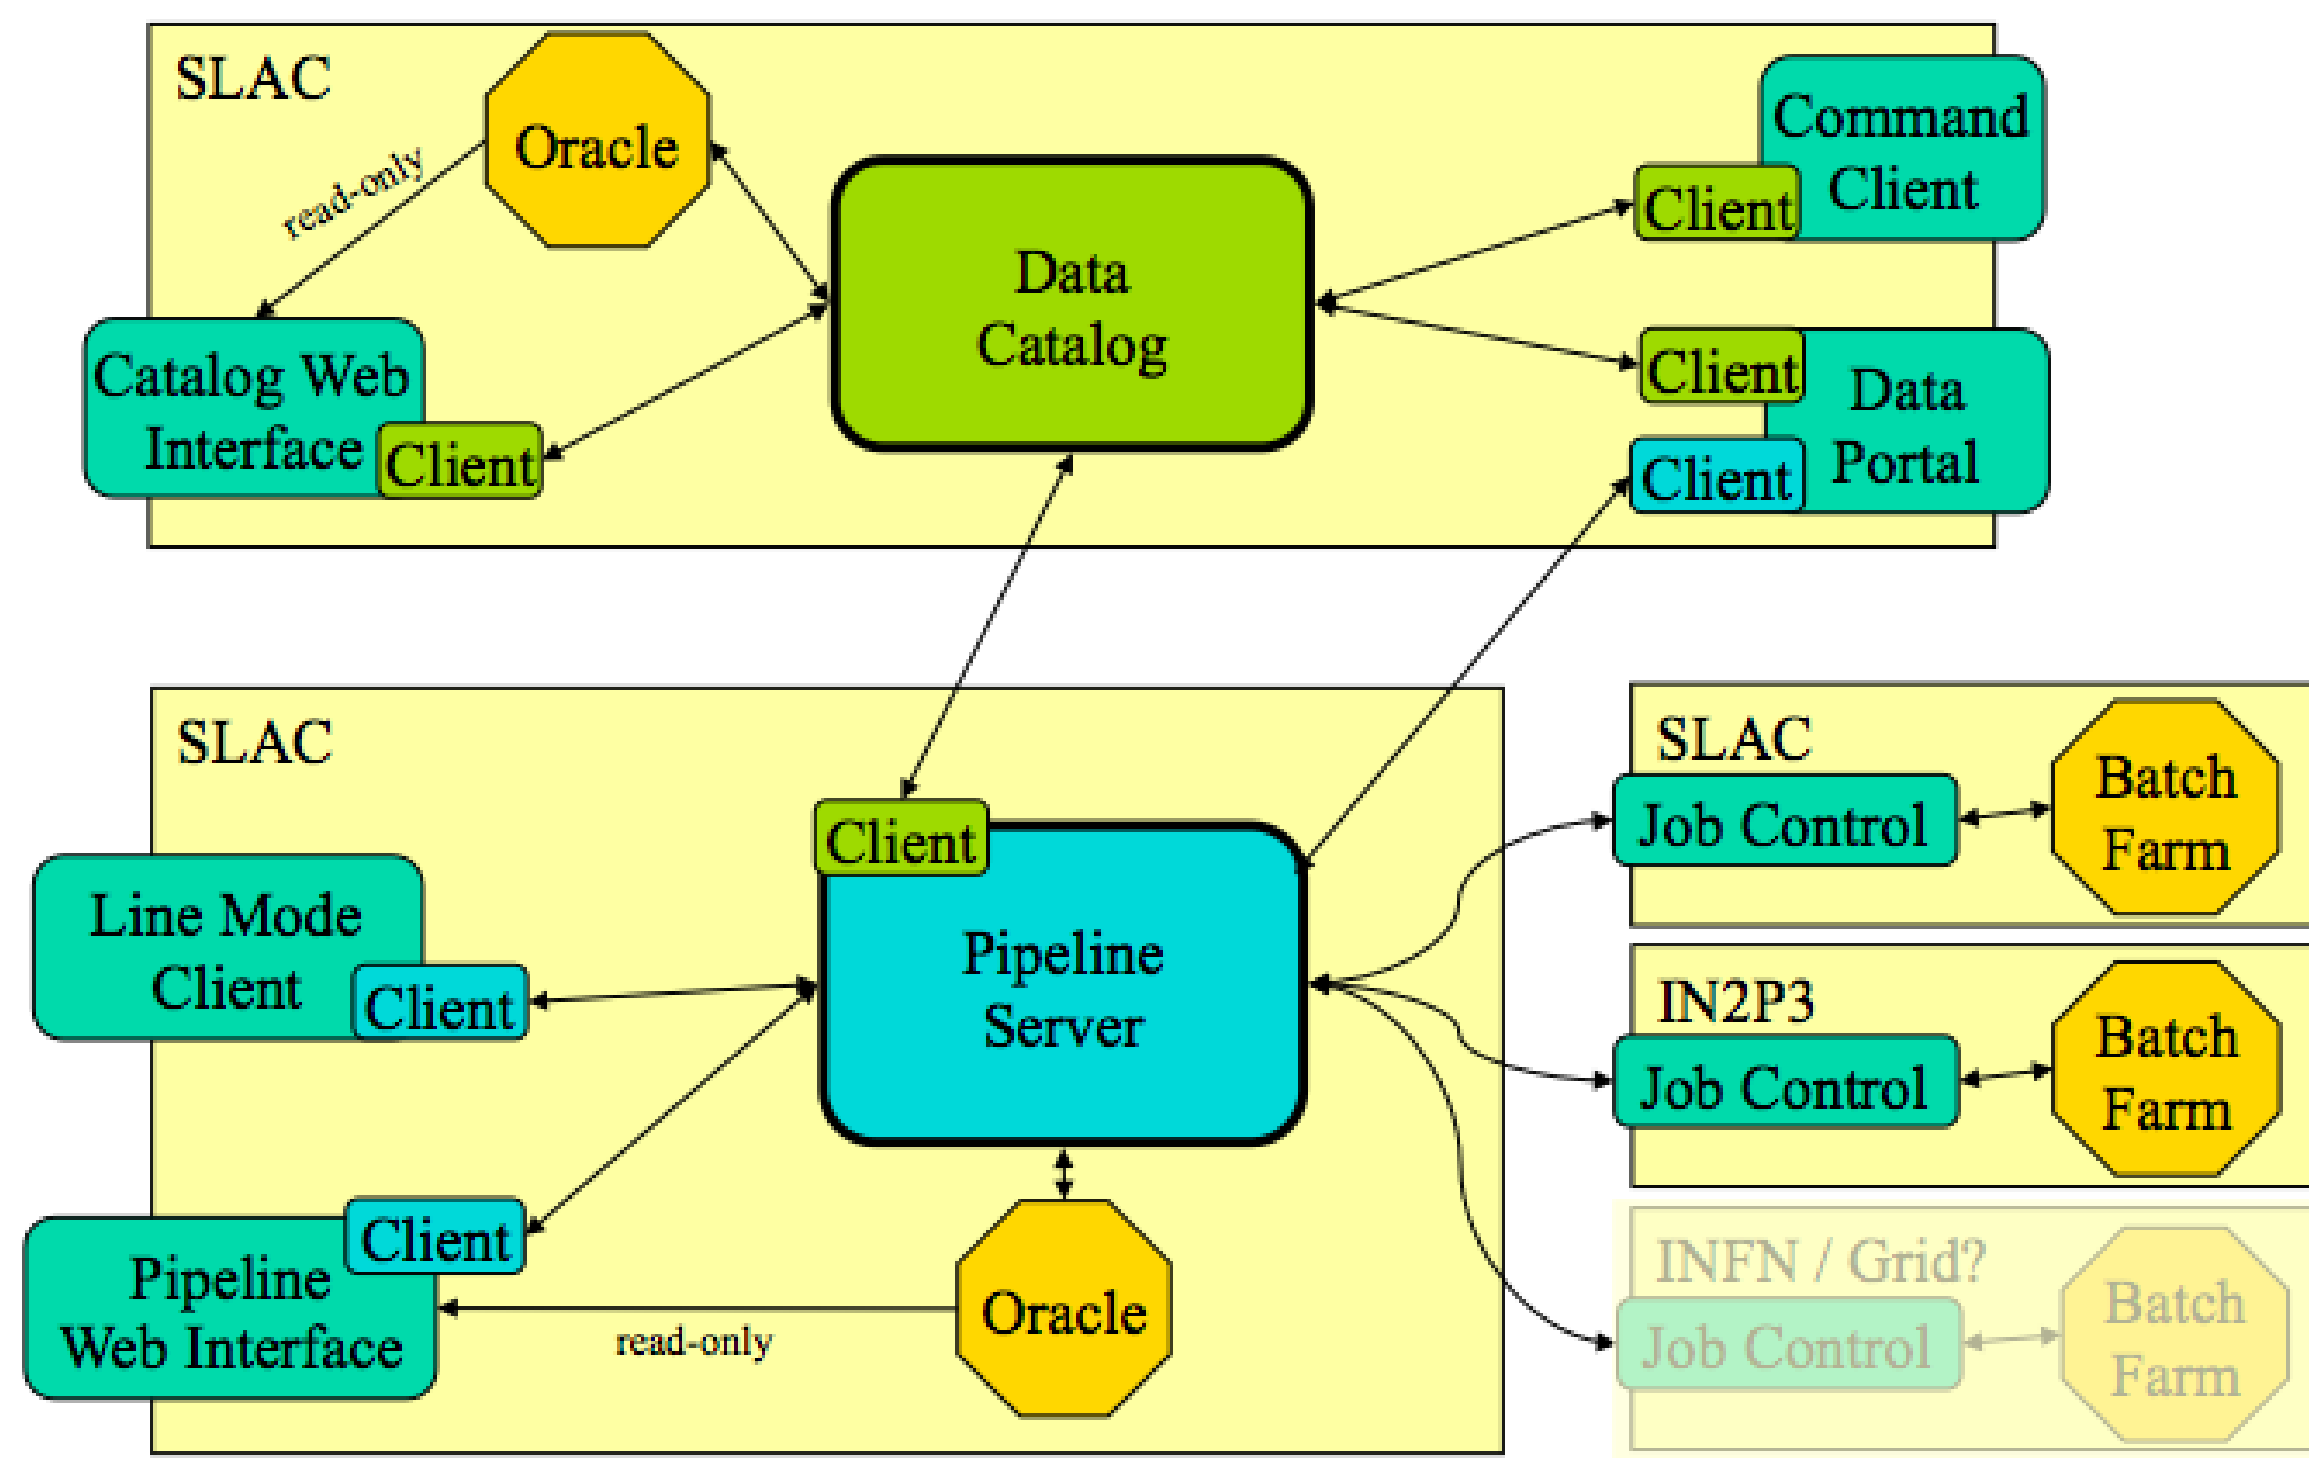 SLAC
Oracle
read-only
Command
Client
Client
Data
Catalog
Catalog Web
Interface
Client
Client
Data
Portal
Client
SLAC
Client
Pipeline
Server
Line Mode
Client
Client
Client
Pipeline
Web Interface
read-only
Oracle
SLAC
Job Control
Batch
Farm
IN2P3
Job Control
Batch
Farm
INFN / Grid?
Job Control
Batch
Farm